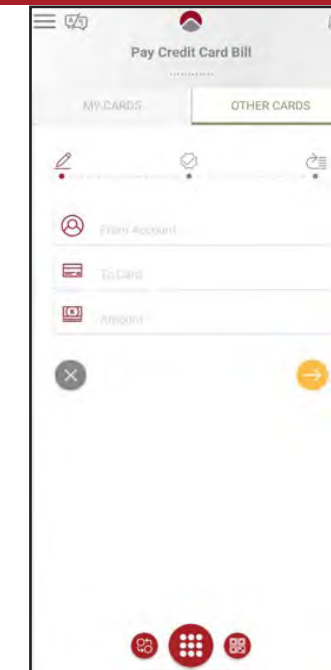 Pay Credit Card Bill
MY CARDS
OTHER CARDS
From Account
To Card
Amount